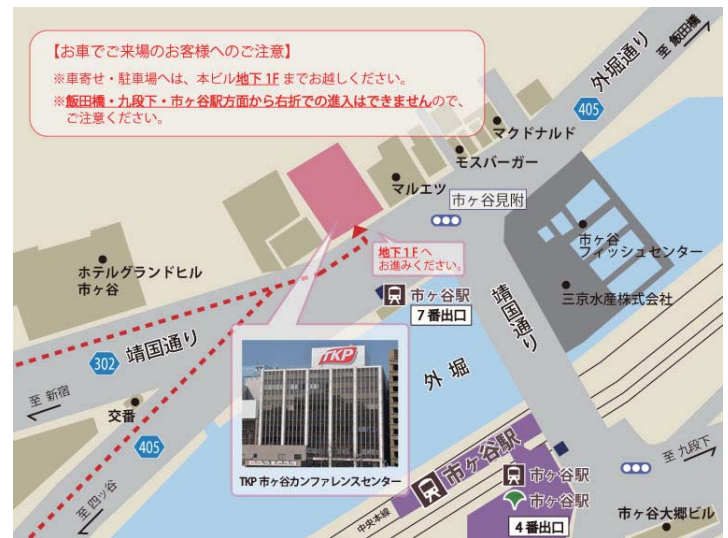 【お車でご来場のお客様へのご注意】
※車寄せ・駐車場へは、本ビル地下1Fまでお越しください。
※飯田橋・九段下・市ヶ谷駅方面から右折での進入はできませんので、
ご注意ください。
至 飯田橋
外堀通り
405
マクドナルド
モスバーガー
マルエツ
市ヶ谷見附
市ヶ谷
フィッシュセンター
地下1Fへ
お進みください。
ホテルグランドヒル
市ヶ谷
三京水産株式会社
市ヶ谷駅
7番出口
靖国通り
302
靖国通り
外堀
至 新宿
交番
405
至 四ツ谷
TKP
TKP 市ヶ谷カンファレンスセンター
市ヶ谷駅
中央本線
市ヶ谷駅
市ヶ谷駅
4番出口
至 九段下
市ヶ谷大郷ビル